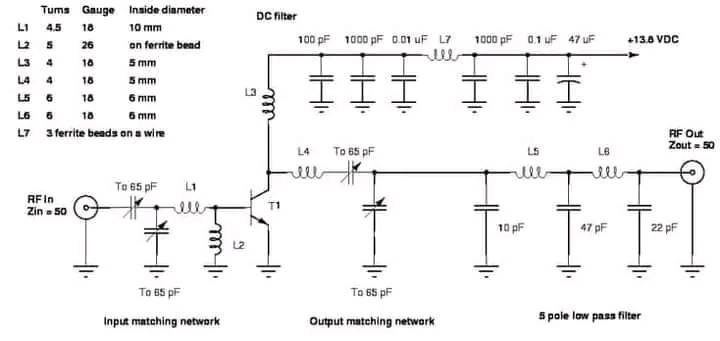 Turns Gauge Inside diameter
L1 4.5 18 10 mm
L2 5 26 on ferrite bead
L3 4 18 5 mm
L4 4 18 5 mm
L5 6 18 6 mm
L6 6 18 6 mm
L7 3 ferrite beads on a wire
DC filter
100 pF 1000 pF 0.01 uF L7 1000 pF 0.1 uF 47 uF +13.8 VDC
+
L3
RF Out
Zout = 50
L4 To 65 pF L5 L6
To 65 pF L1
RF In
Zin = 50
T1
10 pF 47 pF 22 pF
L2
To 65 pF To 65 pF
Input matching network Output matching network 5 pole low pass filter